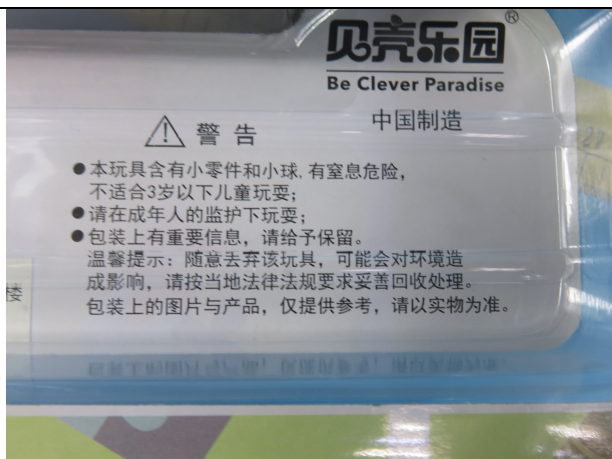 贝壳乐园®
Be Clever Paradise
中国制造
警告
●本玩具含有小零件和小球,有窒息危险,
不适合3岁以下儿童玩耍;
●请在成年人的监护下玩耍;
●包装上有重要信息，请给予保留。
温馨提示：随意去弃该玩具，可能会对环境造
成影响，请按当地法律法规要求妥善回收处理。
包装上的图片与产品，仅提供参考，请以实物为准。
楼